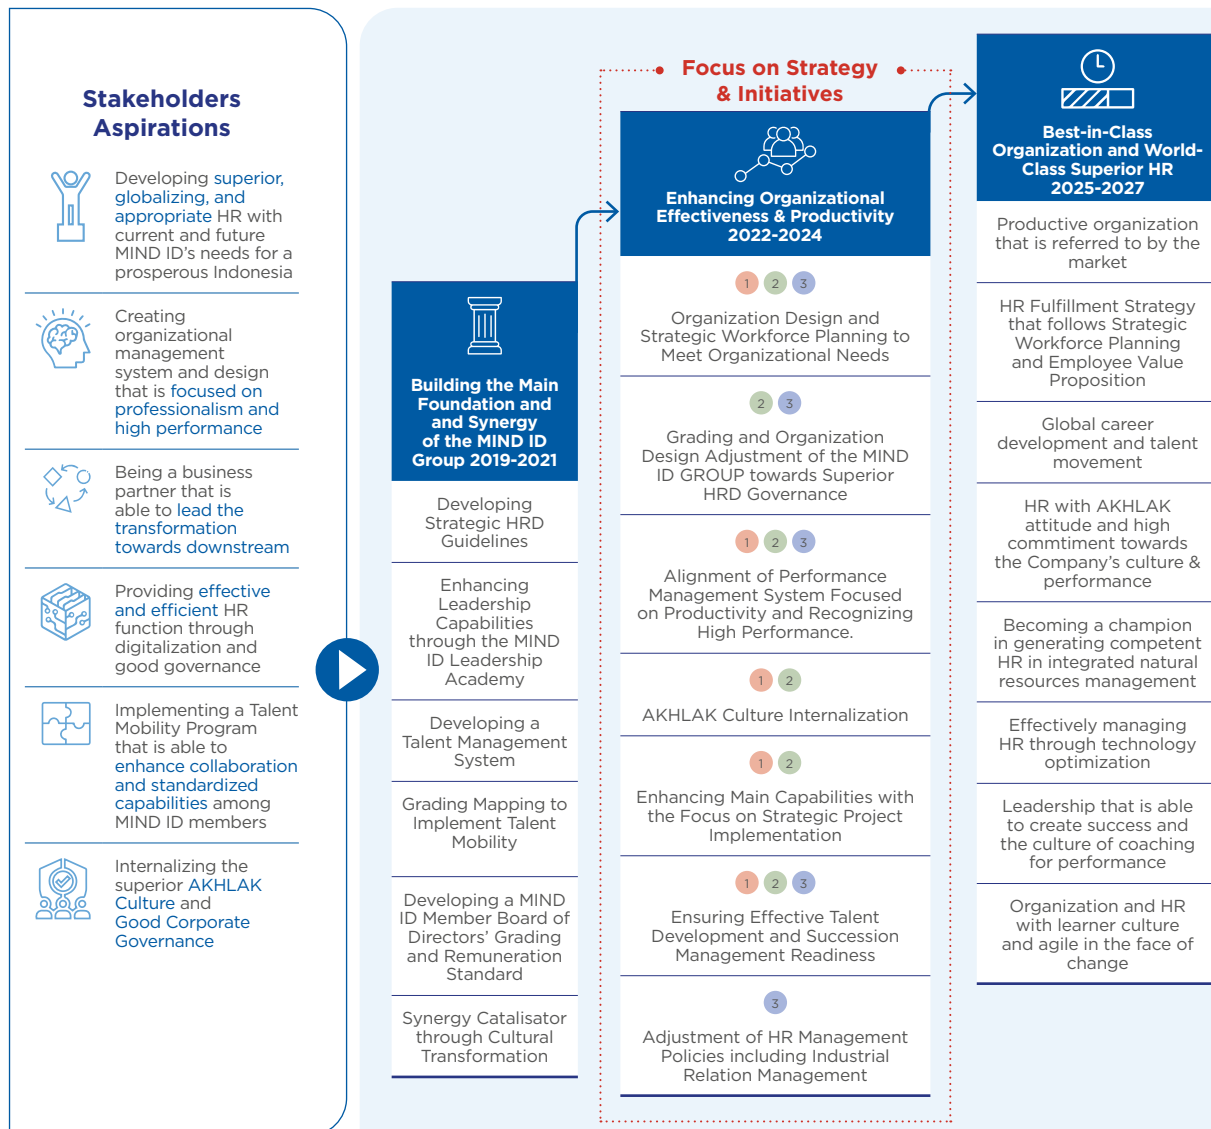 Stakeholders
Aspirations
Developing superior,
globalizing, and
appropriate HR with
current and future
MIND ID's needs for a
prosperous Indonesia
Creating
organizational
management
system and design
that is focused on
professionalism and
high performance
Being a business
partner that is
able to lead the
transformation
towards downstream
Providing effective
and efficient HR
function through
digitalization and
good governance
Implementing a Talent
Mobility Program
that is able to
enhance collaboration
and standardized
capabilities among
MIND ID members
Internalizing the
superior AKHLAK
Culture and
Good Corporate
Governance
Building the Main
Foundation and
and Synergy
of the MIND ID
Group 2019-2021
Developing
Strategic HRD
Guidelines
Enhancing
Leadership
Capabilities
through the MIND
ID Leadership
Academy
Developing a
Talent Management
System
Grading Mapping to
Implement Talent
Mobility
Developing a MIND
ID Member Board of
Directors' Grading
and Remuneration
Standard
Synergy Catalisator
through Cultural
Transformation
Focus on Strategy
& Initiatives
Enhancing Organizational
Effectiveness & Productivity
2022-2024
1 2 3
Organization Design and
Strategic Workforce Planning to
Meet Organizational Needs
2 3
Grading and Organization
Design Adjustment of the MIND
ID GROUP towards Superior
HRD Governance
1 2 3
Alignment of Performance
Management System Focused
on Productivity and Recognizing
High Performance.
1 2
AKHLAK Culture Internalization
1 2
Enhancing Main Capabilities with
the Focus on Strategic Project
Implementation
1 2 3
Ensuring Effective Talent
Development and Succession
Management Readiness
3
Adjustment of HR Management
Policies including Industrial
Relation Management
Best-in-Class
Organization and World-
Class Superior HR
2025-2027
Productive organization
that is referred to by the
market
HR Fulfillment Strategy
that follows Strategic
Workforce Planning
and Employee Value
Proposition
Global career
development and talent
movement
HR with AKHLAK
attitude and high
commtiment towards
the Company's culture &
performance
Becoming a champion
in generating competent
HR in integrated natural
resources management
Effectively managing
HR through technology
optimization
Leadership that is able
to create success and
the culture of coaching
for performance
Organization and HR
with learner culture
and agile in the face of
change